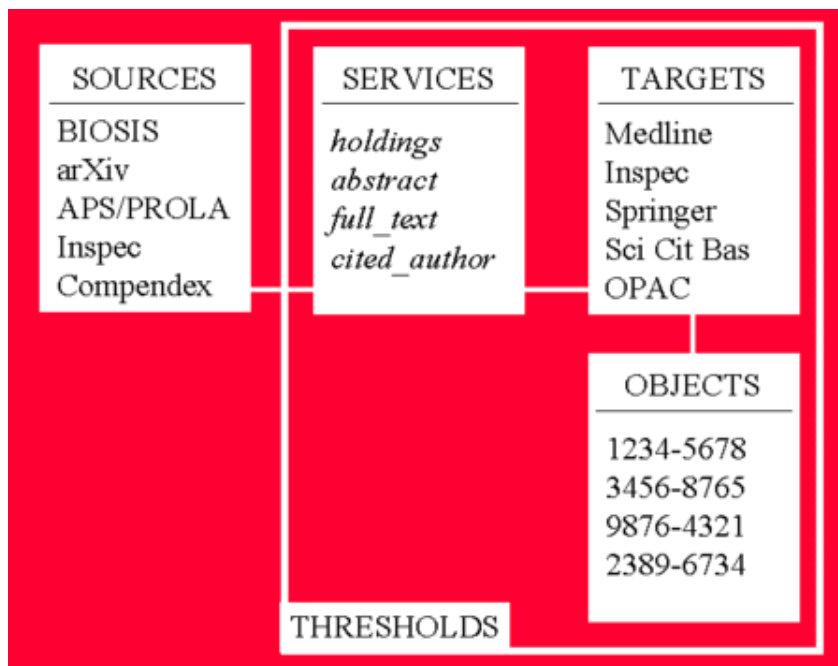 SOURCES
BIOSIS
arXiv
APS/PROLA
Inspec
Compendex
SERVICES
holdings
abstract
full_text
cited_author
TARGETS
Medline
Inspec
Springer
Sci Cit Bas
OPAC
OBJECTS
1234-5678
3456-8765
9876-4321
2389-6734
THRESHOLDS